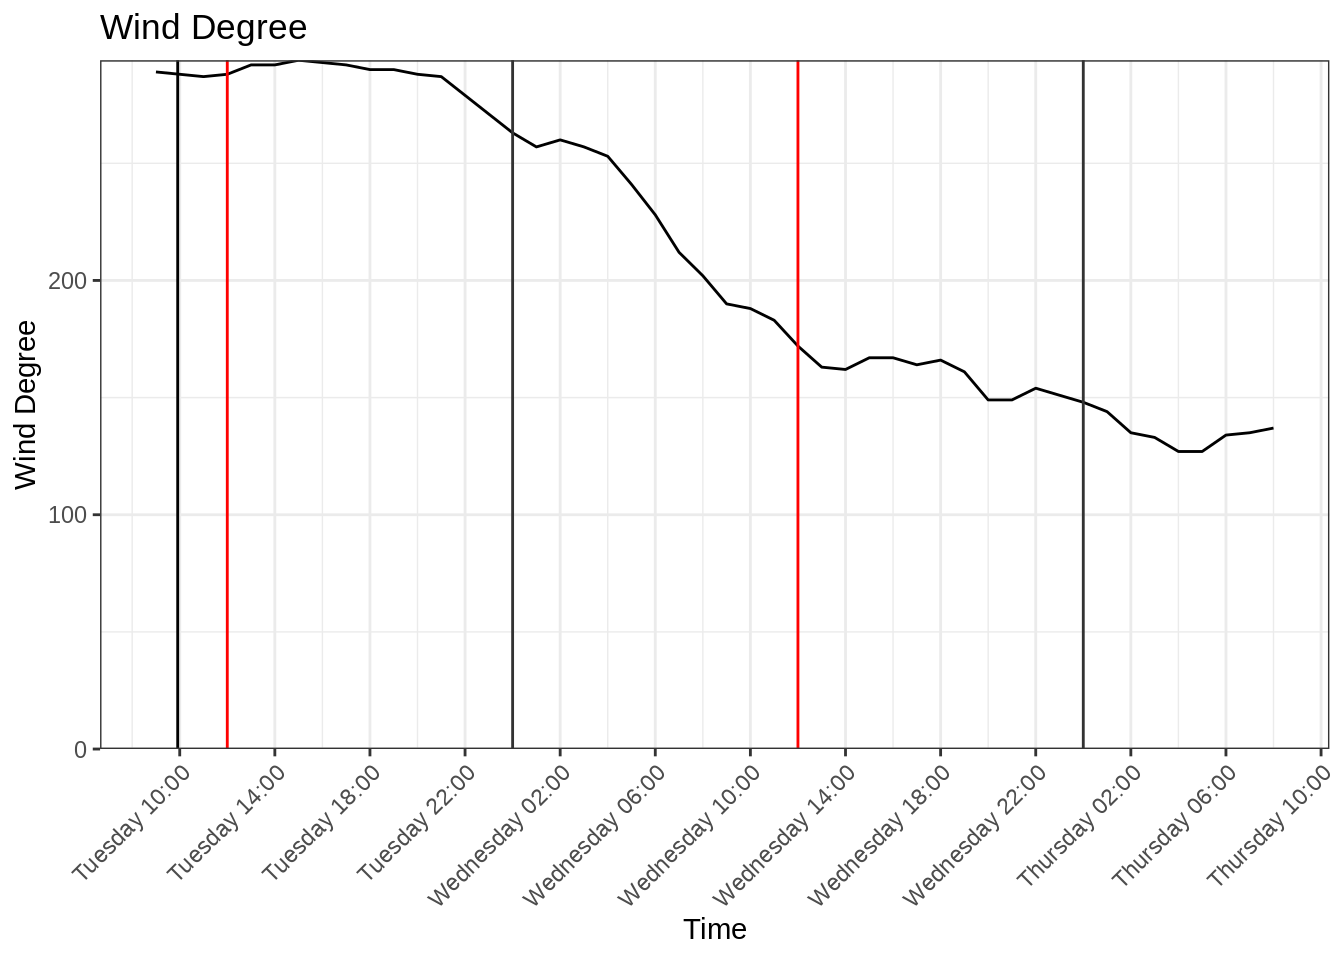 Wind Degree
Wind Degree
200
100
0
Tuesday 10:00
Tuesday 14:00
Tuesday 18:00
Tuesday 22:00
Wednesday 02:00
Wednesday 06:00
Wednesday 10:00
Wednesday 14:00
Wednesday 18:00
Wednesday 22:00
Thursday 02:00
Thursday 06:00
Thursday 10:00
Time